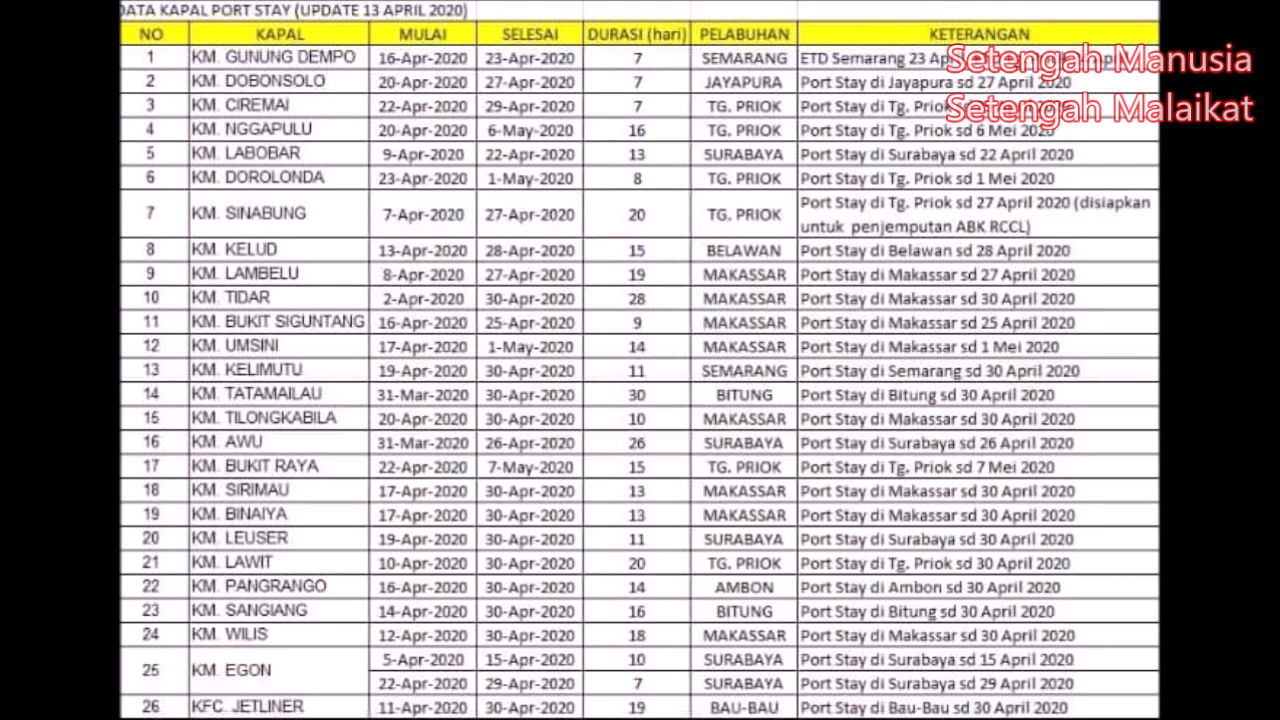 DATA KAPAL PORT STAY (UPDATE 13 APRIL 2020)
NO KAPAL MULAI SELESAI DURASI (hari) PELABUHAN KETERANGAN
1 KM. GUNUNG DEMPO 16-Apr-2020 23-Apr-2020 7 SEMARANG ETD Semarang 23
Setengah Manusia
2 KM. DOBONSOLO 20-Apr-2020 27-Apr-2020 7 JAYAPURA Port Stay di Jayapura sd 27 April 2020
3 KM. CIREMAI 22-Apr-2020 29-Apr-2020 7 TG. PRIOK Port Stay di Tg. Priok
Setengah Malaikat
4 KM. NGGAPULU 20-Apr-2020 6-May-2020 16 TG. PRIOK Port Stay di Tg. Priok sd 6 Mei 2020
5 KM. LABOBAR 9-Apr-2020 22-Apr-2020 13 SURABAYA Port Stay di Surabaya sd 22 April 2020
6 KM. DOROLONDA 23-Apr-2020 1-May-2020 8 TG. PRIOK Port Stay di Tg. Priok sd 1 Mei 2020
7 KM. SINABUNG 7-Apr-2020 27-Apr-2020 20 TG. PRIOK Port Stay di Tg. Priok sd 27 April 2020 (disiapkan
untuk penjemputan ABK RCCL)
8 KM. KELUD 13-Apr-2020 28-Apr-2020 15 BELAWAN Port Stay di Belawan sd 28 April 2020
9 KM. LAMBELU 8-Apr-2020 27-Apr-2020 19 MAKASSAR Port Stay di Makassar sd 27 April 2020
10 KM. TIDAR 2-Apr-2020 30-Apr-2020 28 MAKASSAR Port Stay di Makassar sd 30 April 2020
11 KM. BUKIT SIGUNTANG 16-Apr-2020 25-Apr-2020 9 MAKASSAR Port Stay di Makassar sd 25 April 2020
12 KM. UMSINI 17-Apr-2020 1-May-2020 14 MAKASSAR Port Stay di Makassar sd 1 Mei 2020
13 KM. KELIMUTU 19-Apr-2020 30-Apr-2020 11 SEMARANG Port Stay di Semarang sd 30 April 2020
14 KM. TATAMAILAU 31-Mar-2020 30-Apr-2020 30 BITUNG Port Stay di Bitung sd 30 April 2020
15 KM. TILONGKABILA 20-Apr-2020 30-Apr-2020 10 MAKASSAR Port Stay di Makassar sd 30 April 2020
16 KM. AWU 31-Mar-2020 26-Apr-2020 26 SURABAYA Port Stay di Surabaya sd 26 April 2020
17 KM. BUKIT RAYA 22-Apr-2020 7-May-2020 15 TG. PRIOK Port Stay di Tg. Priok sd 7 Mei 2020
18 KM. SIRIMAU 17-Apr-2020 30-Apr-2020 13 MAKASSAR Port Stay di Makassar sd 30 April 2020
19 KM. BINAIYA 17-Apr-2020 30-Apr-2020 13 MAKASSAR Port Stay di Makassar sd 30 April 2020
20 KM. LEUSER 19-Apr-2020 30-Apr-2020 11 SURABAYA Port Stay di Surabaya sd 30 April 2020
21 KM. LAWIT 10-Apr-2020 30-Apr-2020 20 TG. PRIOK Port Stay di Tg. Priok sd 30 April 2020
22 KM. PANGRANGO 16-Apr-2020 30-Apr-2020 14 AMBON Port Stay di Ambon sd 30 April 2020
23 KM. SANGIANG 14-Apr-2020 30-Apr-2020 16 BITUNG Port Stay di Bitung sd 30 April 2020
24 KM. WILIS 12-Apr-2020 30-Apr-2020 18 MAKASSAR Port Stay di Makassar sd 30 April 2020
25 KM. EGON 5-Apr-2020 15-Apr-2020 10 SURABAYA Port Stay di Surabaya sd 15 April 2020
22-Apr-2020 29-Apr-2020 7 SURABAYA Port Stay di Surabaya sd 29 April 2020
26 KFC. JETLINER 11-Apr-2020 30-Apr-2020 19 BAU-BAU Port Stay di Bau-Bau sd 30 April 2020